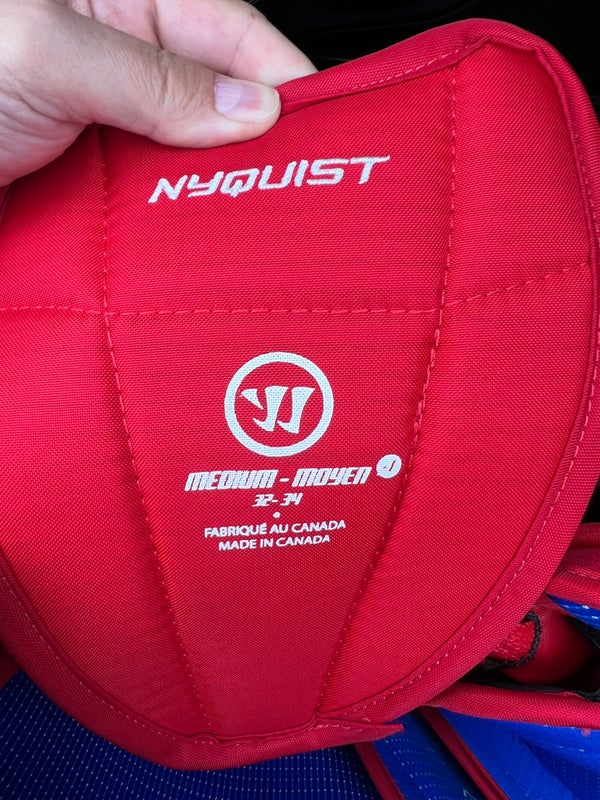 NYQUIST
MEDIUM - MOYEN
32-34
FABRIQUÉ AU CANADA
MADE IN CANADA